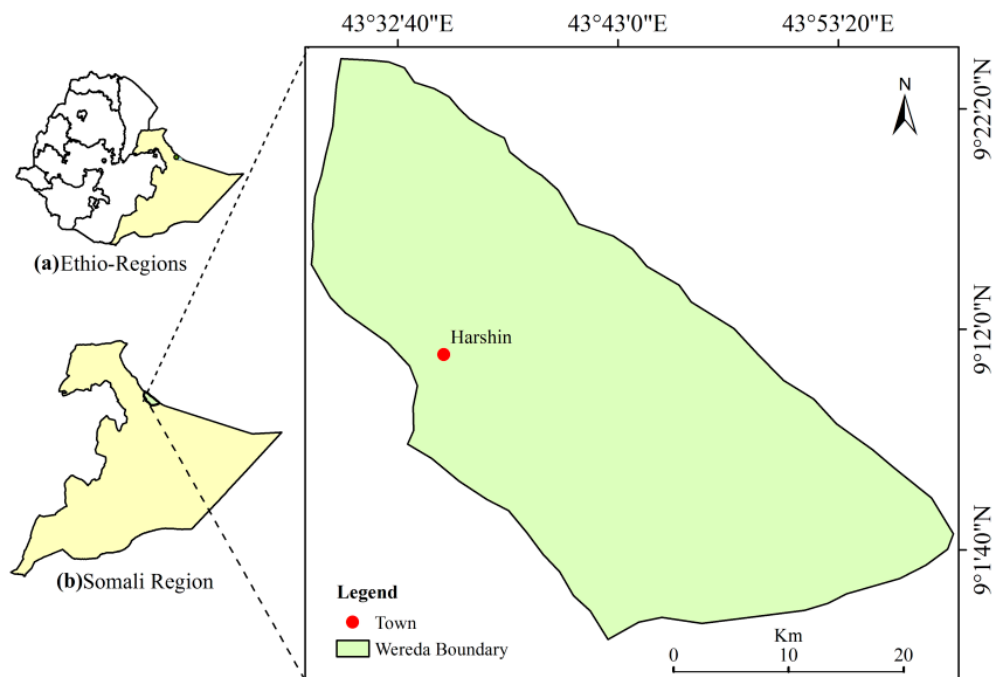 43°32'40"E 43°43'0"E 43°53'20"E
N
9°22'20"N
(a)Ethio-Regions
9°12'0"N
Harshin
9°1'40"N
(b)Somali Region
Legend
Town
Wereda Boundary
Km
0 10 20